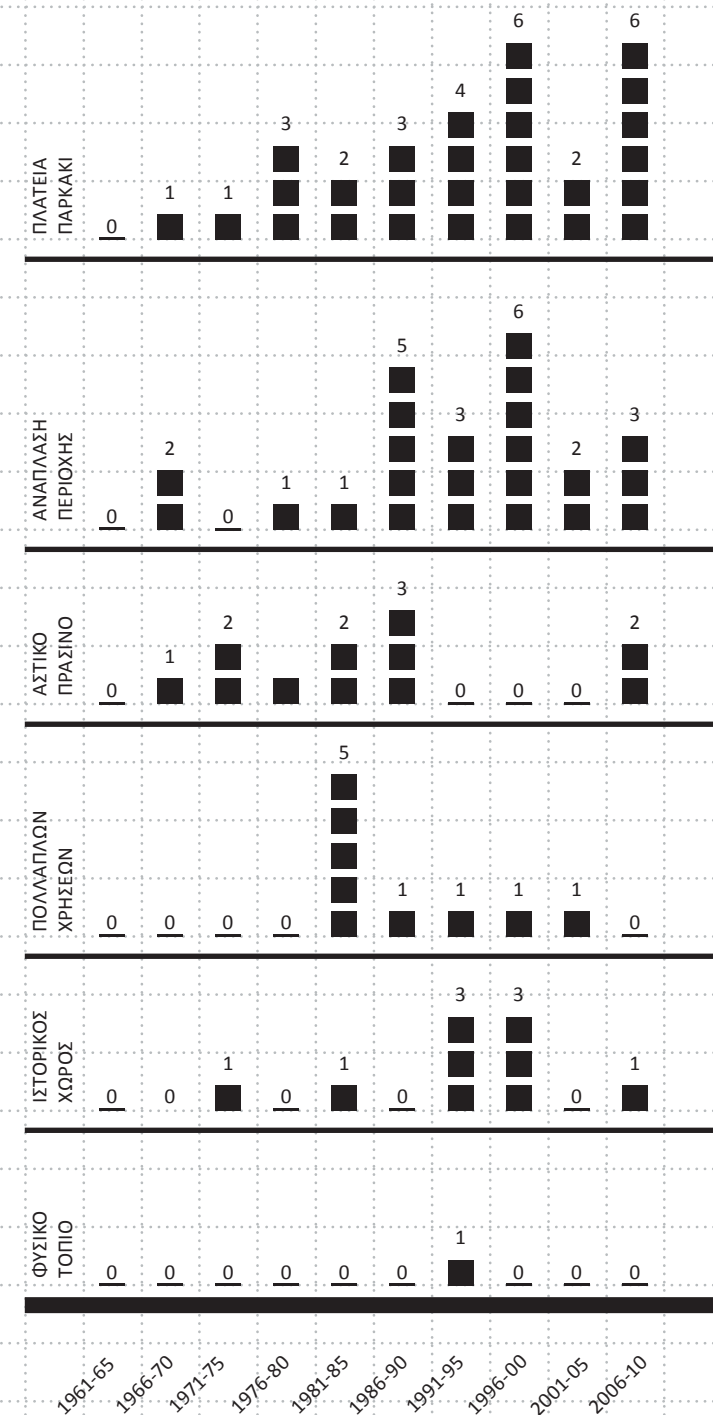 6 6
4
3 3
2 2
1 1
0
ΠΛΑΤΕΙΑ
ΠΑΡΚΑΚΙ
6
5
3 3
2 2
1 1
0 0
ΑΝΑΠΛΑΣΗ
ΠΕΡΙΟΧΗΣ
3
2 2 2
1
0 0 0 0
ΑΣΤΙΚΟ
ΠΡΑΣΙΝΟ
5
1 1 1 1
0 0 0 0 0
ΠΟΛΛΑΠΛΩΝ
ΧΡΗΣΕΩΝ
3 3
1 1 1
0 0 0 0 0
ΙΣΤΟΡΙΚΟΣ
ΧΩΡΟΣ
1
0 0 0 0 0 0 0 0 0
ΦΥΣΙΚΟ
ΤΟΠΙΟ
1961-65
1966-70
1971-75
1976-80
1981-85
1986-90
1991-95
1996-00
2001-05
2006-10